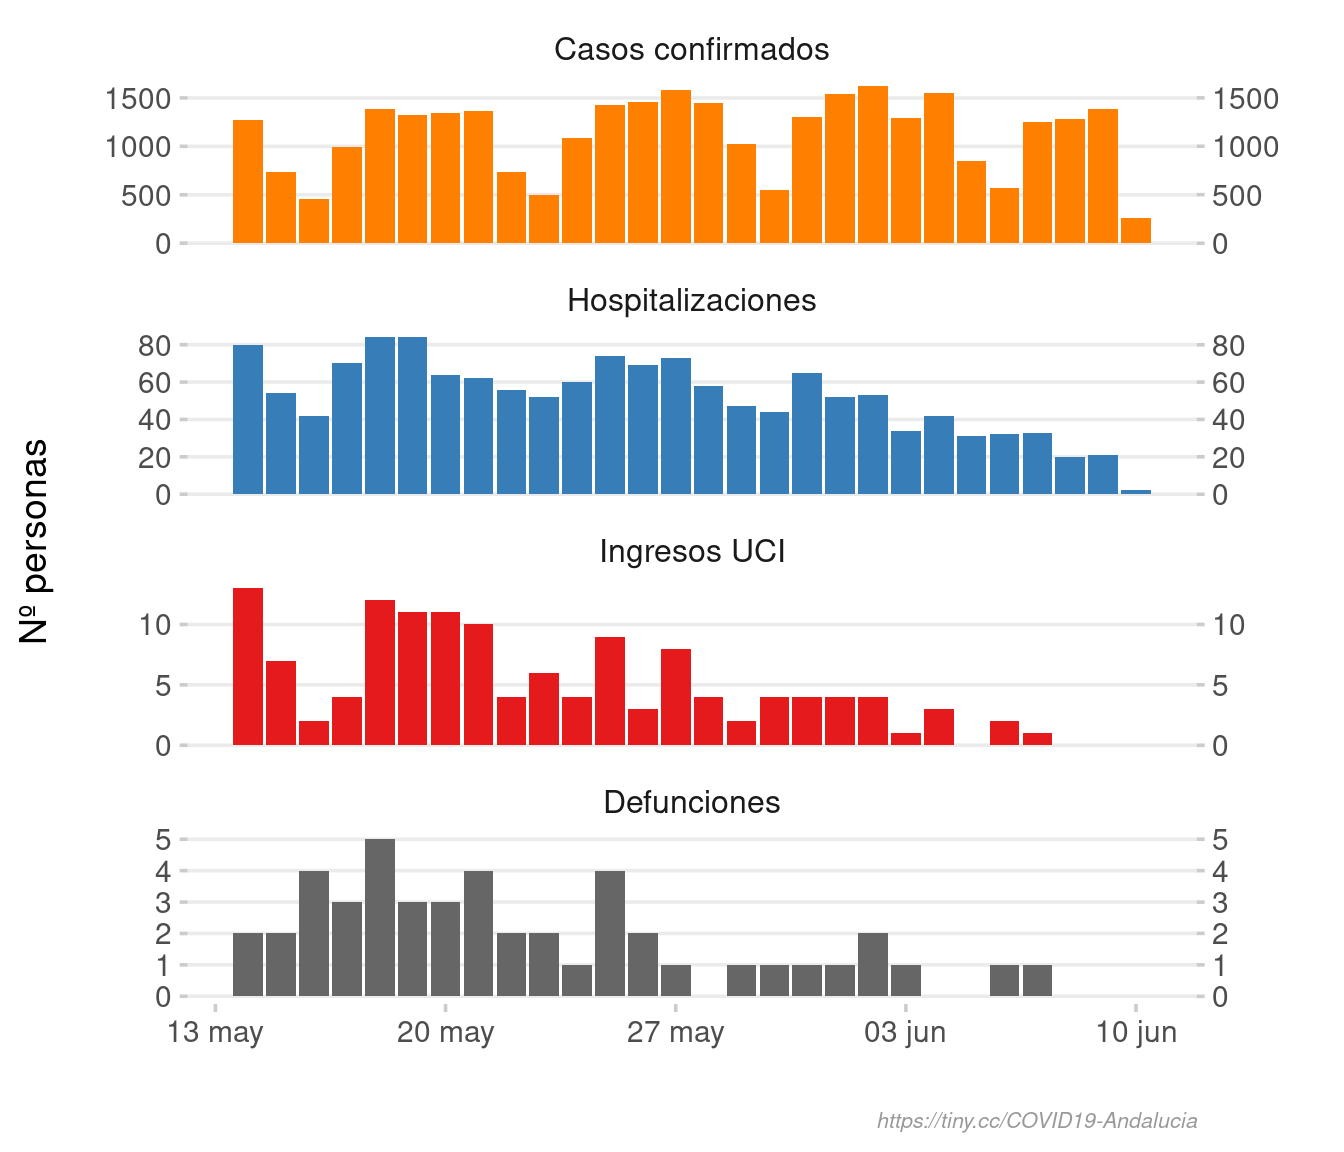 Casos confirmados
1500 1500
1000 1000
500 500
0 0
Hospitalizaciones
80 80
60 60
40 40
20 20
0 0
Nº personas
Ingresos UCI
10 10
5 5
0 0
Defunciones
5 5
4 4
3 3
2 2
1 1
0 0
13 may 20 may 27 may 03 jun 10 jun
https://tiny.cc/COVID19-Andalucia